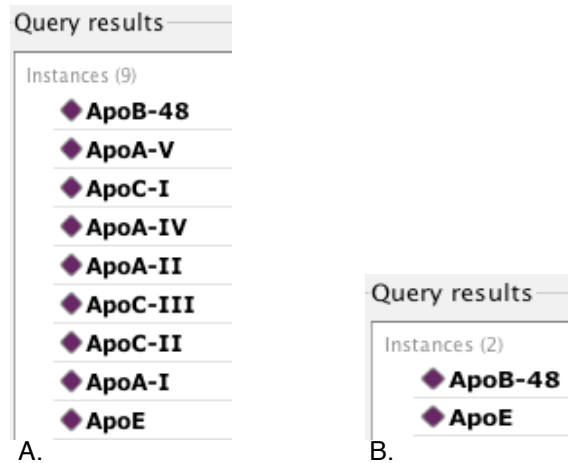 Query results
Instances (9)
ApoB-48
ApoA-V
ApoC-I
ApoA-IV
ApoA-II
ApoC-III
ApoC-II
ApoA-I
ApoE
A.
Query results
Instances (2)
ApoB-48
ApoE
B.